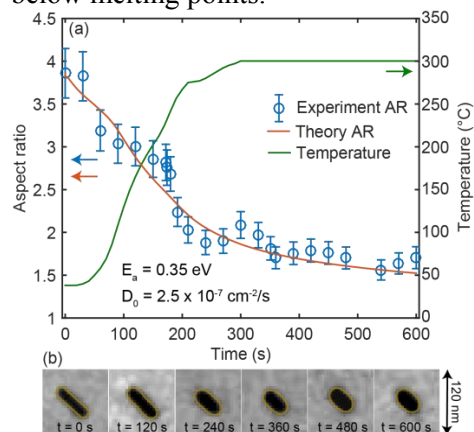 below melting points.
(a)
4.5
4
3.5
3
2.5
2
1.5
1
Aspect ratio
350
300
250
200
150
100
50
0
Temperature (°C)
Experiment AR
Theory AR
Temperature
E_a = 0.35 eV
D_0 = 2.5 x 10^-7 cm^-2/s
0 100 200 300 400 500 600
Time (s)
(b)
t = 0 s t = 120 s t = 240 s t = 360 s t = 480 s t = 600 s
120 nm